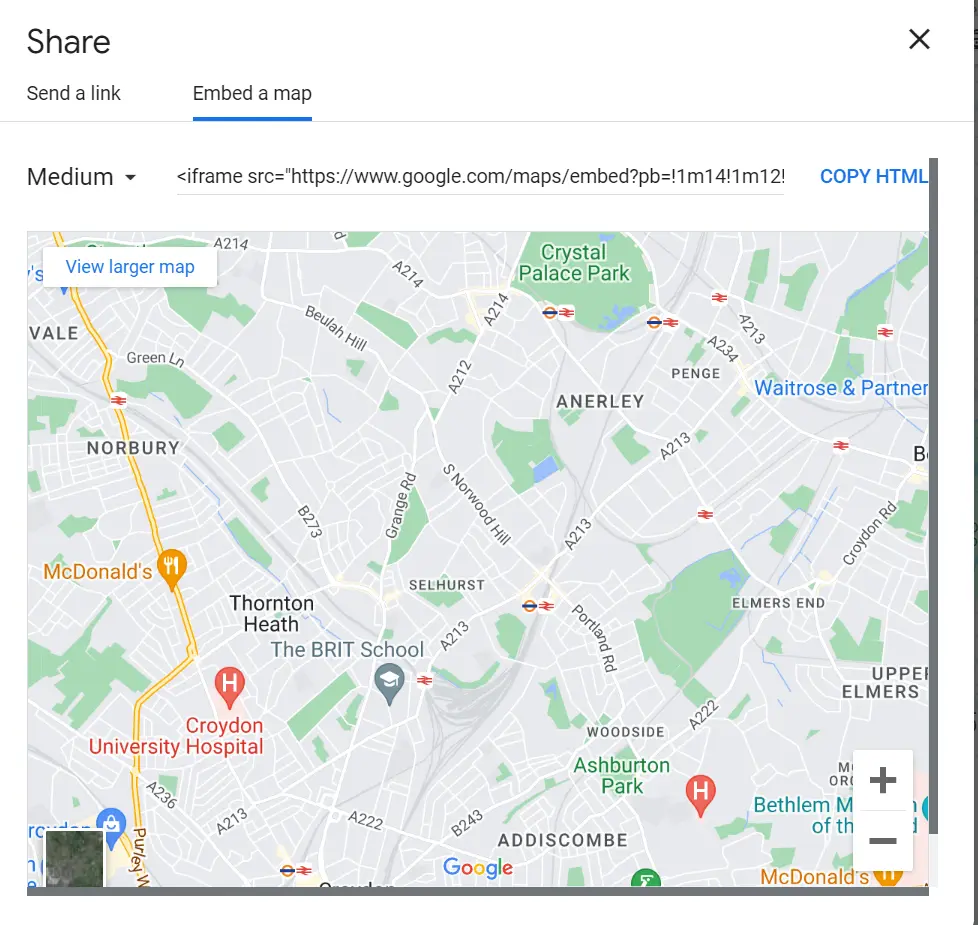 Share
Send a link
Embed a map
Medium
<iframe src="https://www.google.com/maps/embed?pb=!1m14!1m12!
COPY HTML
View larger map
A214
A214
Crystal
Palace Park
A214
VALE
Beulah Hill
A213
Green Ln
A234
A212
PENGE
Waitrose & Partner
ANERLEY
NORBURY
A213
Grange Rd
S Norwood Hill
B273
A213
Croydon Rd
McDonald's
SELHURST
Thornton
Heath
ELMERS END
Portland Rd
A213
The BRIT School
UPPER
ELMERS
Croydon
University Hospital
A222
WOODSIDE
Ashburton
Park
A236
Bethlem M
of th
A213
A222
B243
ADDISCOMBE
Purley W
Google
McDonald's
Croydon